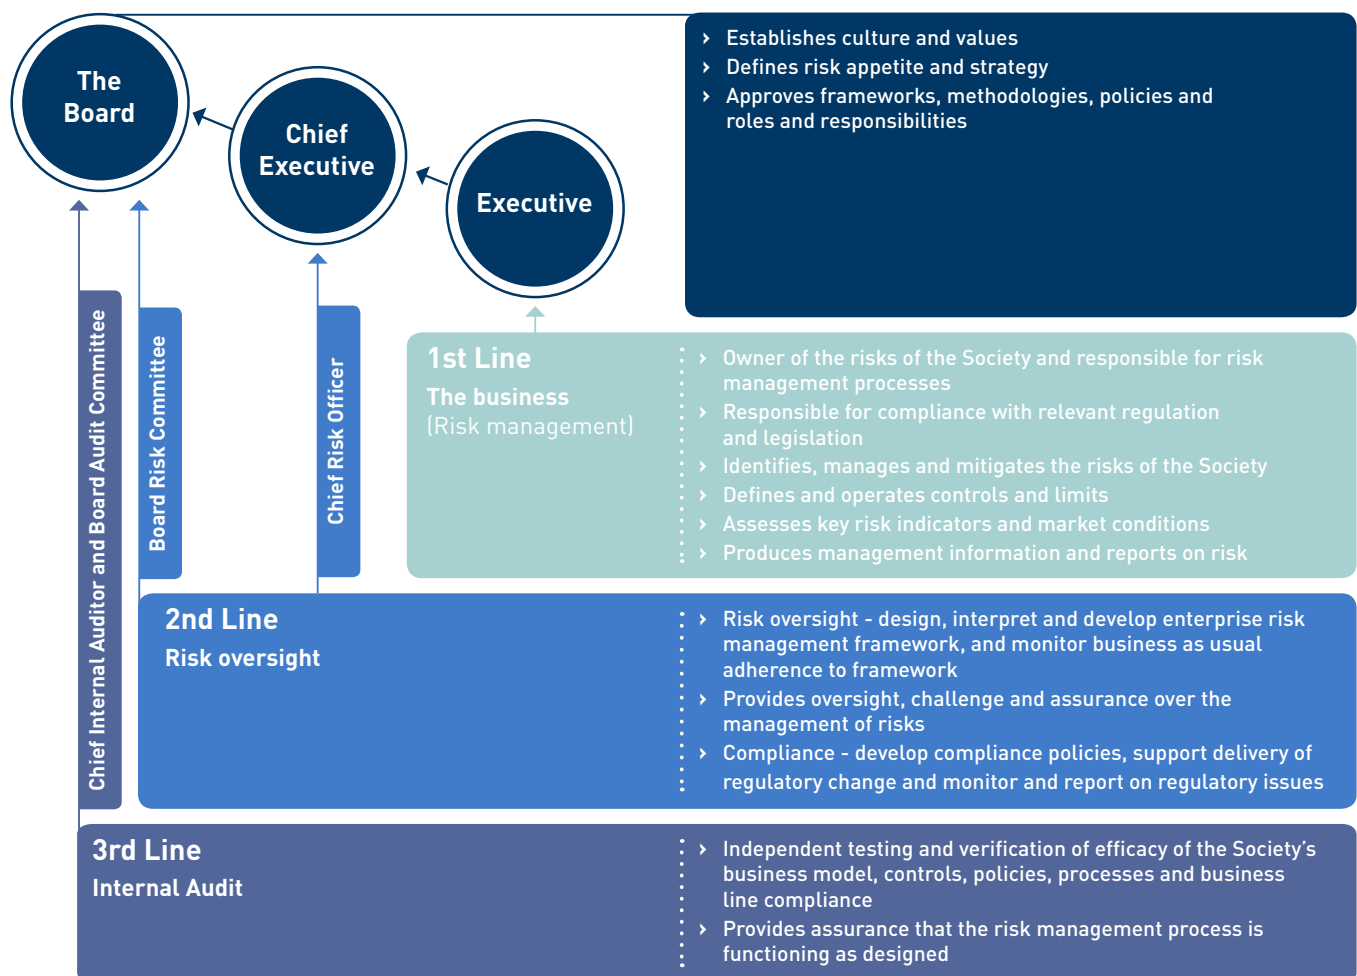 The
Board
Chief
Executive
Executive
› Establishes culture and values
› Defines risk appetite and strategy
› Approves frameworks, methodologies, policies and
roles and responsibilities
Chief Internal Auditor and Board Audit Committee
Board Risk Committee
Chief Risk Officer
1st Line
The business
(Risk management)
› Owner of the risks of the Society and responsible for risk
management processes
› Responsible for compliance with relevant regulation
and legislation
› Identifies, manages and mitigates the risks of the Society
› Defines and operates controls and limits
› Assesses key risk indicators and market conditions
› Produces management information and reports on risk
2nd Line
Risk oversight
› Risk oversight - design, interpret and develop enterprise risk
management framework, and monitor business as usual
adherence to framework
› Provides oversight, challenge and assurance over the
management of risks
› Compliance - develop compliance policies, support delivery of
regulatory change and monitor and report on regulatory issues
3rd Line
Internal Audit
› Independent testing and verification of efficacy of the Society’s
business model, controls, policies, processes and business
line compliance
› Provides assurance that the risk management process is
functioning as designed